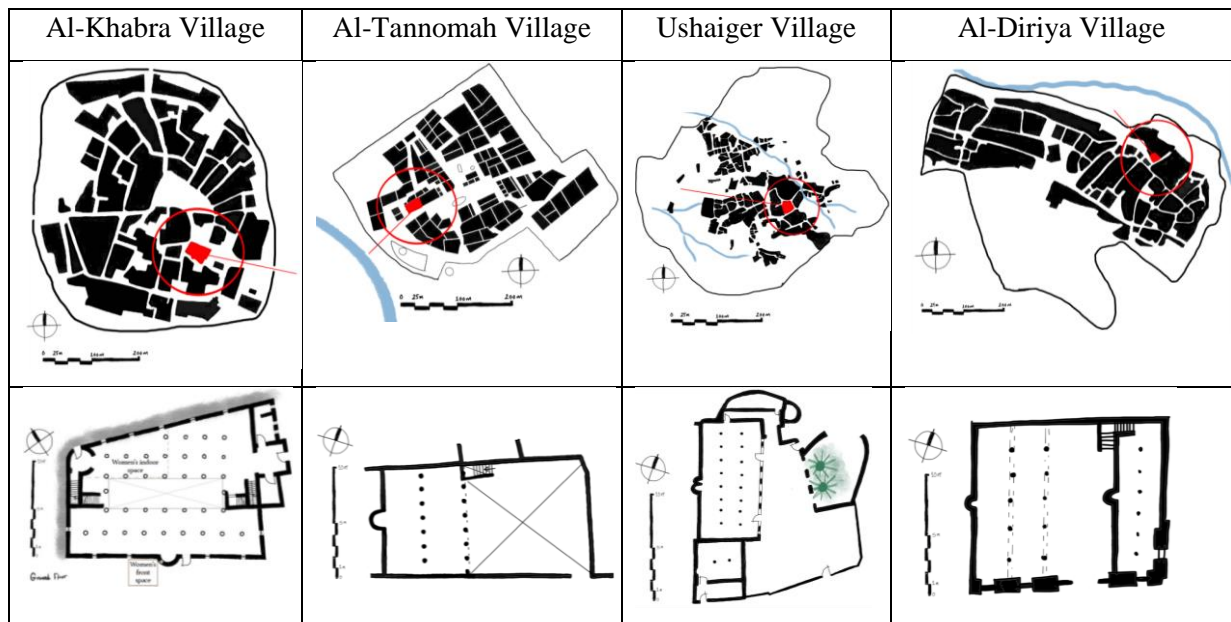 Al-Khabra Village
Al-Tannomah Village
Ushaiger Village
Al-Diriya Village
0 25m 100m 200m
0 25m 100m 200m
0 25m 100m 200m
0 25m 100m 200m
Women's indoor
space
Women's
front
space
Ground Floor